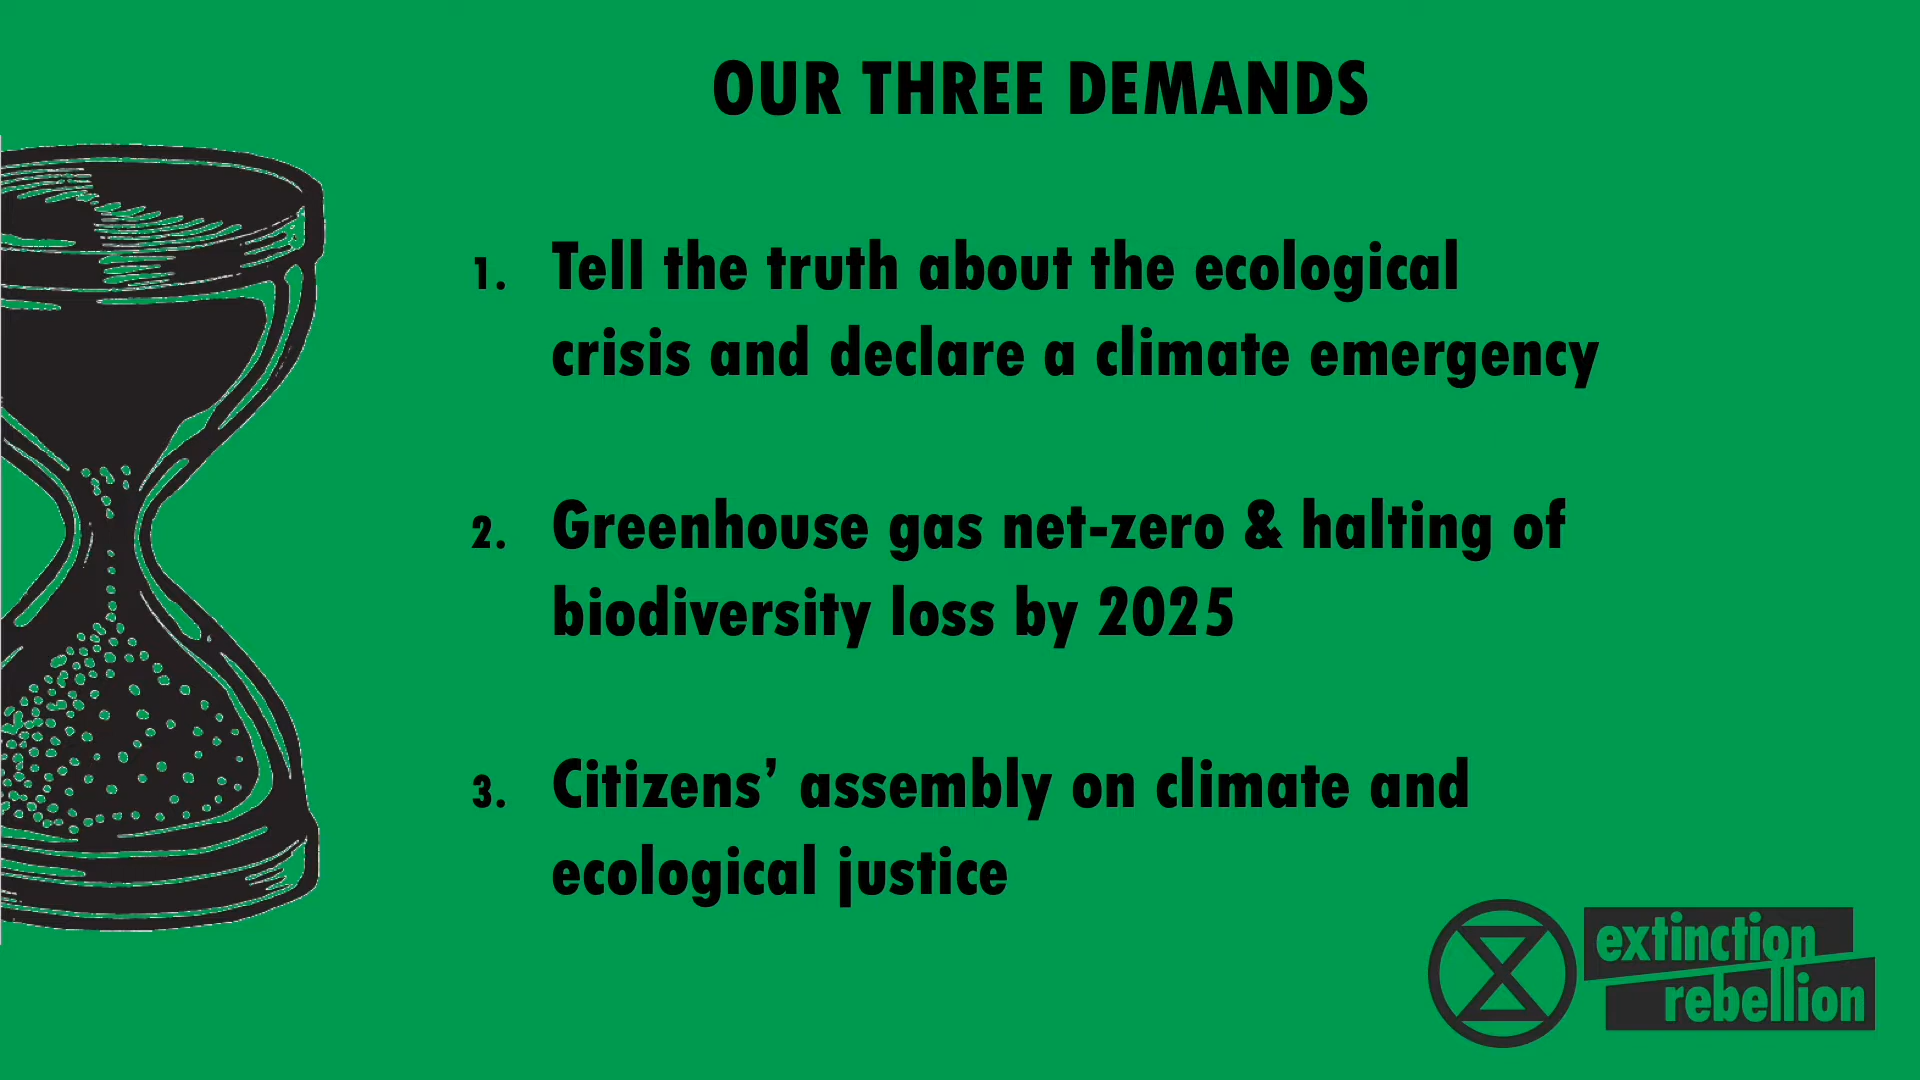 OUR THREE DEMANDS
1. Tell the truth about the ecological
crisis and declare a climate emergency
2. Greenhouse gas net-zero & halting of
biodiversity loss by 2025
3. Citizens’ assembly on climate and
ecological justice
extinction
rebellion